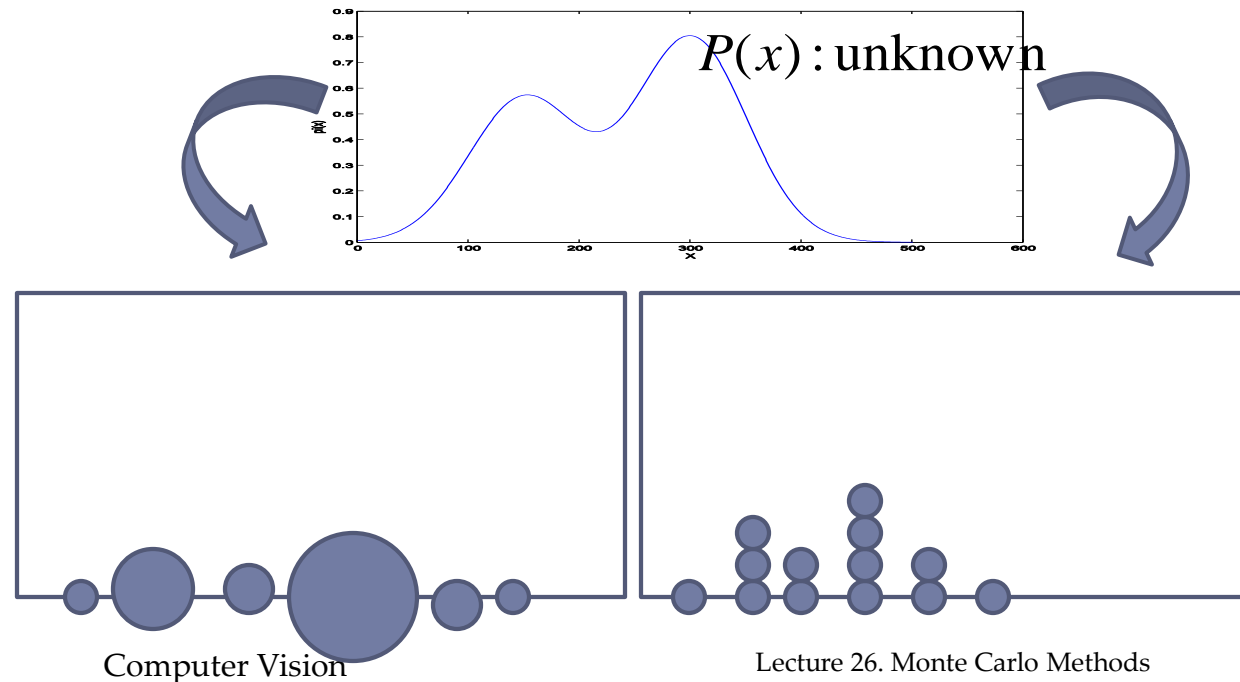 0.9
0.8
P(x) : unknown
0.7
0.6
0.5
p(x)
0.4
0.3
0.2
0.1
0
0 100 200 300 400 500 600
X
Computer Vision
Lecture 26. Monte Carlo Methods